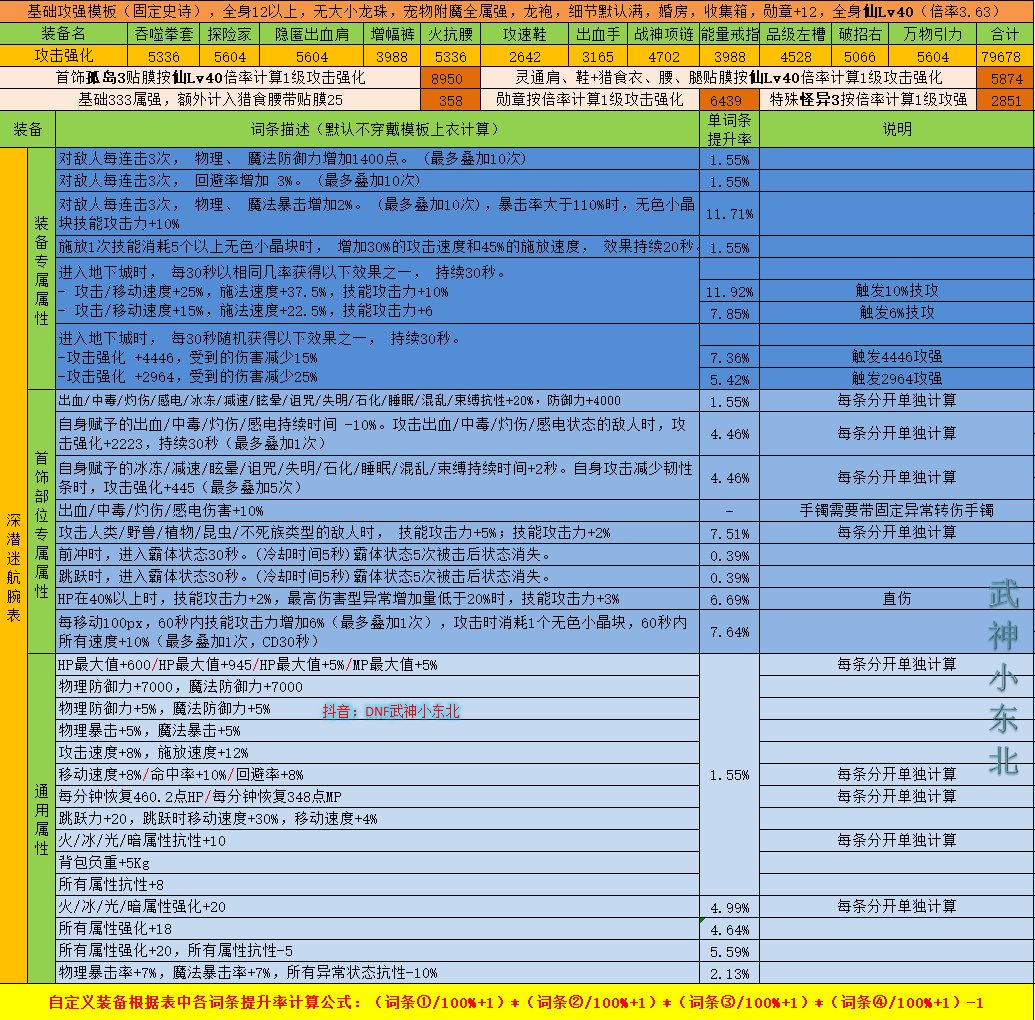 基础攻强模板（固定史诗），全身12以上，无大小龙珠，宠物附魔全属强，龙袍，细节默认满，婚房，收集箱，勋章+12，全身仙Lv40（倍率3.63）
装备名 吞噬拳套 探险家 隐匿出血肩 增幅裤 火抗腰 攻速鞋 出血手 战神项链 能量戒指 品级左槽 破招右 万物引力 合计
攻击强化 5336 5604 5604 3988 5336 2642 3165 4702 3988 4528 5066 5604 79678
首饰孤岛3贴膜按仙Lv40倍率计算1级攻击强化 8950 灵通肩、鞋+猎食衣、腰、腿贴膜按仙Lv40倍率计算1级攻击强化 5874
基础333属强，额外计入猎食腰带贴膜25 358 勋章按倍率计算1级攻击强化 6439 特殊怪异3按倍率计算1级攻强 2851
装备 词条描述（默认不穿戴模板上衣计算） 单词条提升率 说明
深潜迷航腕表
装备专属属性
对敌人每连击3次， 物理、 魔法防御力增加1400点。（最多叠加10次） 1.55%
对敌人每连击3次， 回避率增加 3%。（最多叠加10次） 1.55%
对敌人每连击3次， 物理、 魔法暴击增加2%。（最多叠加10次），暴击率大于110%时，无色小晶
块技能攻击力+10% 11.71%
施放1次技能消耗5个以上无色小晶块时， 增加30%的攻击速度和45%的施放速度， 效果持续20秒。 1.55%
进入地下城时， 每30秒以相同几率获得以下效果之一， 持续30秒。
- 攻击/移动速度+25%，施法速度+37.5%，技能攻击力+10% 11.92% 触发10%技攻
- 攻击/移动速度+15%，施法速度+22.5%，技能攻击力+6 7.85% 触发6%技攻
进入地下城时， 每30秒随机获得以下效果之一， 持续30秒。
-攻击强化 +4446，受到的伤害减少15% 7.36% 触发4446攻强
-攻击强化 +2964，受到的伤害减少25% 5.42% 触发2964攻强
首饰部位专属属性
出血/中毒/灼伤/感电/冰冻/减速/眩晕/诅咒/失明/石化/睡眠/混乱/束缚抗性+20%，防御力+4000 1.55% 每条分开单独计算
自身赋予的出血/中毒/灼伤/感电持续时间 -10%。攻击出血/中毒/灼伤/感电状态的敌人时，攻
击强化+2223，持续30秒（最多叠加1次） 4.46% 每条分开单独计算
自身赋予的冰冻/减速/眩晕/诅咒/失明/石化/睡眠/混乱/束缚持续时间+2秒。自身攻击减少韧性
条时，攻击强化+445（最多叠加5次） 4.46% 每条分开单独计算
出血/中毒/灼伤/感电伤害+10% - 手镯需要带固定异常转伤手镯
攻击人类/野兽/植物/昆虫/不死族类型的敌人时， 技能攻击力+5%；技能攻击力+2% 7.51% 每条分开单独计算
前冲时，进入霸体状态30秒。（冷却时间5秒）霸体状态5次被击后状态消失。 0.39%
跳跃时，进入霸体状态30秒。（冷却时间5秒）霸体状态5次被击后状态消失。 0.39%
HP在40%以上时，技能攻击力+2%，最高伤害型异常增加量低于20%时，技能攻击力+3% 6.69% 直伤
每移动100px，60秒内技能攻击力增加6%（最多叠加1次），攻击时消耗1个无色小晶块，60秒内
所有速度+10%（最多叠加1次，CD30秒） 7.64%
武神小东北
通用属性
HP最大值+600/HP最大值+945/HP最大值+5%/MP最大值+5% 每条分开单独计算
物理防御力+7000，魔法防御力+7000
物理防御力+5%，魔法防御力+5% 抖音：DNF武神小东北
物理暴击+5%，魔法暴击+5%
攻击速度+8%，施放速度+12%
移动速度+8%/命中率+10%/回避率+8% 1.55% 每条分开单独计算
每分钟恢复460.2点HP/每分钟恢复348点MP 每条分开单独计算
跳跃力+20，跳跃时移动速度+30%，移动速度+4%
火/冰/光/暗属性抗性+10 每条分开单独计算
背包负重+5Kg
所有属性抗性+8
火/冰/光/暗属性强化+20 4.99% 每条分开单独计算
所有属性强化+18 4.64%
所有属性强化+20，所有属性抗性-5 5.59%
物理暴击率+7%，魔法暴击率+7%，所有异常状态抗性-10% 2.13%
自定义装备根据表中各词条提升率计算公式：（词条①/100%+1）*（词条②/100%+1）*（词条③/100%+1）*（词条④/100%+1）-1